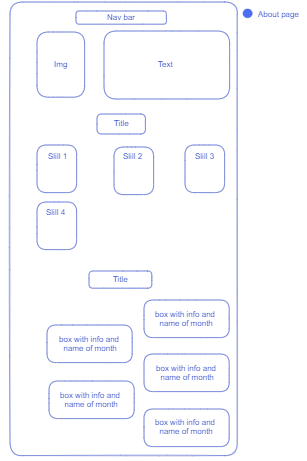 Nav bar
About page
Img
Text
Title
Slill 1
Slill 2
Slill 3
Slill 4
Title
box with info and
name of month
box with info and
name of month
box with info and
name of month
box with info and
name of month
box with info and
name of month